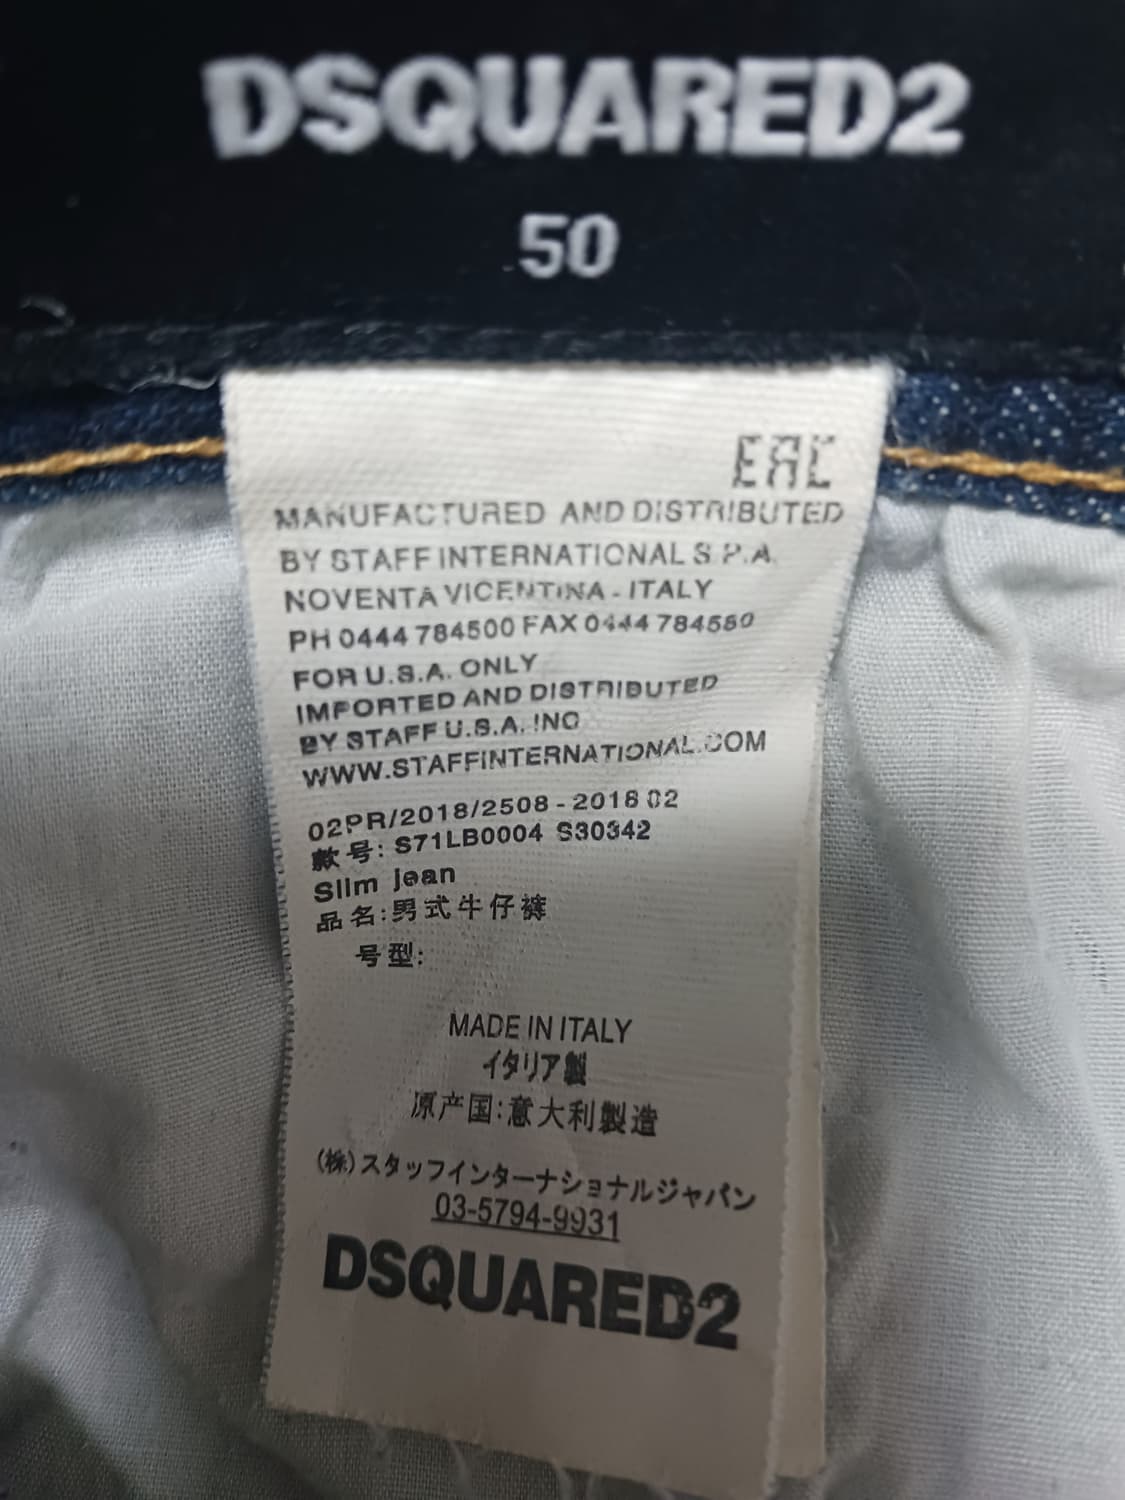 DSQUARED2
50
EAC
MANUFACTURED AND DISTRIBUTED
BY STAFF INTERNATIONAL S.P.A.
NOVENTA VICENTINA - ITALY
PH 0444 784500 FAX 0444 784550
FOR U.S.A. ONLY
IMPORTED AND DISTRIBUTED
BY STAFF U.S.A. INC
WWW.STAFFINTERNATIONAL.COM
02PR/2018/2508 - 2018 02
款号: S71LB0004 S30342
Slim jean
品名:男式牛仔裤
号型:
MADE IN ITALY
イタリア製
原产国:意大利製造
(株)スタッフインターナショナルジャパン
03-5794-9931
DSQUARED2